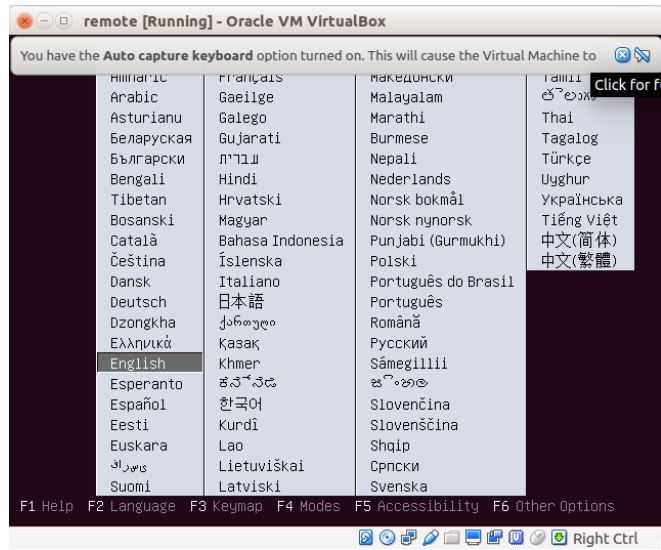 remote [Running] - Oracle VM VirtualBox
You have the Auto capture keyboard option turned on. This will cause the Virtual Machine to
Click for f
Amharic Français Македонски Tamil
Arabic Gaeilge Malayalam తెలుగు
Asturianu Galego Marathi Thai
Беларуская Gujarati Burmese Tagalog
Български עברית Nepali Türkçe
Bengali Hindi Nederlands Uyghur
Tibetan Hrvatski Norsk bokmål Українська
Bosanski Magyar Norsk nynorsk Tiếng Việt
Català Bahasa Indonesia Punjabi (Gurmukhi) 中文(简体)
Čeština Íslenska Polski 中文(繁體)
Dansk Italiano Português do Brasil
Deutsch 日本語 Português
Dzongkha ქართული Română
Ελληνικά Қазақ Русский
English Khmer Sámegillii
Esperanto ಕನ್ನಡ සිංහල
Español 한국어 Slovenčina
Eesti Kurdî Slovenščina
Euskara Lao Shqip
فارسی Lietuviškai Српски
Suomi Latviski Svenska
F1 Help F2 Language F3 Keymap F4 Modes F5 Accessibility F6 Other Options
Right Ctrl